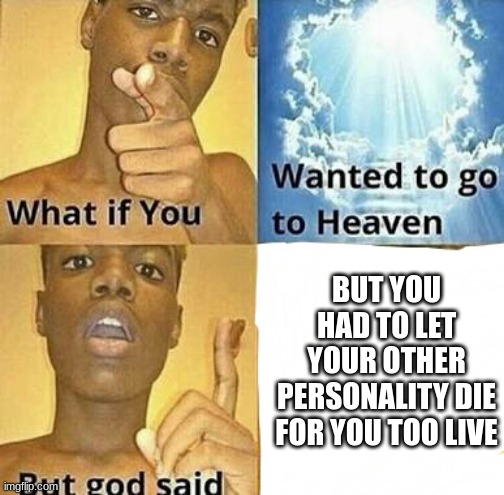 What if You
Wanted to go
to Heaven
But god said
BUT YOU
HAD TO LET
YOUR OTHER
PERSONALITY DIE
FOR YOU TOO LIVE
imgflip.com